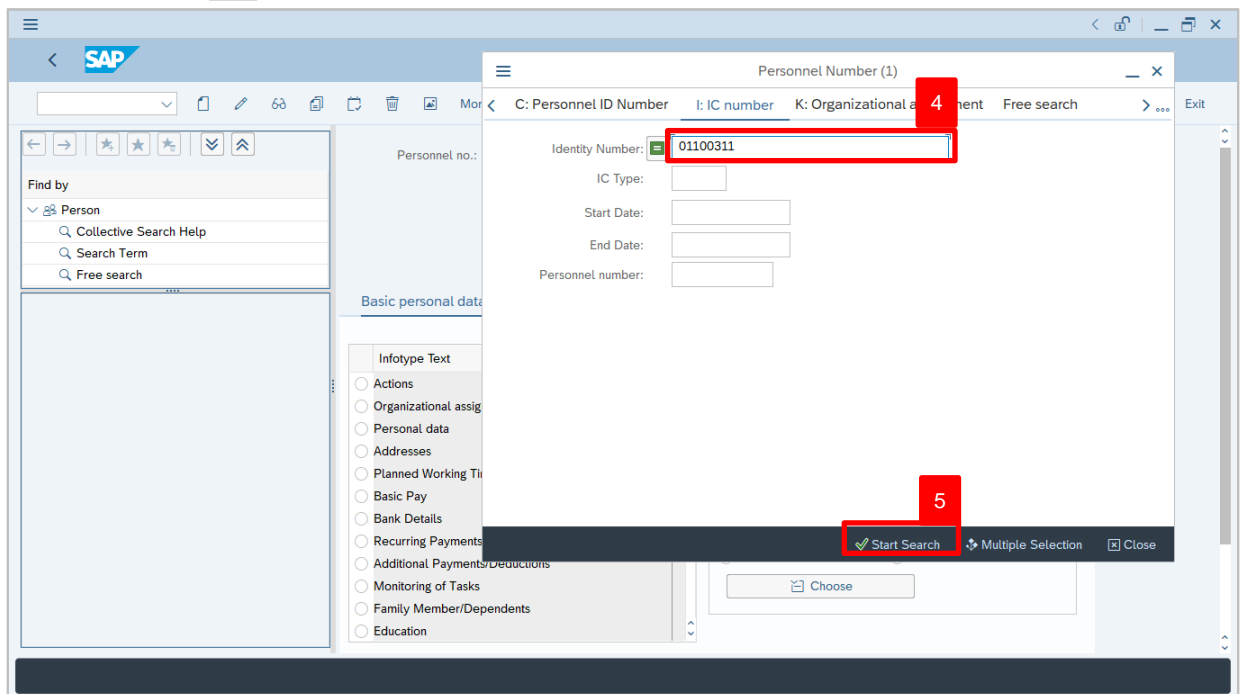 SAP
Personnel Number (1)
Mor
C: Personnel ID Number
I: IC number
K: Organizational a
4
ment
Free search
Exit
Personnel no.:
Find by
Person
Collective Search Help
Search Term
Free search
Identity Number:
01100311
IC Type:
Start Date:
End Date:
Personnel number:
Basic personal data
Infotype Text
Actions
Organizational assig
Personal data
Addresses
Planned Working Ti
Basic Pay
Bank Details
Recurring Payments
Additional Payments/Deductions
Monitoring of Tasks
Family Member/Dependents
Education
5
Start Search
Multiple Selection
Close
Choose